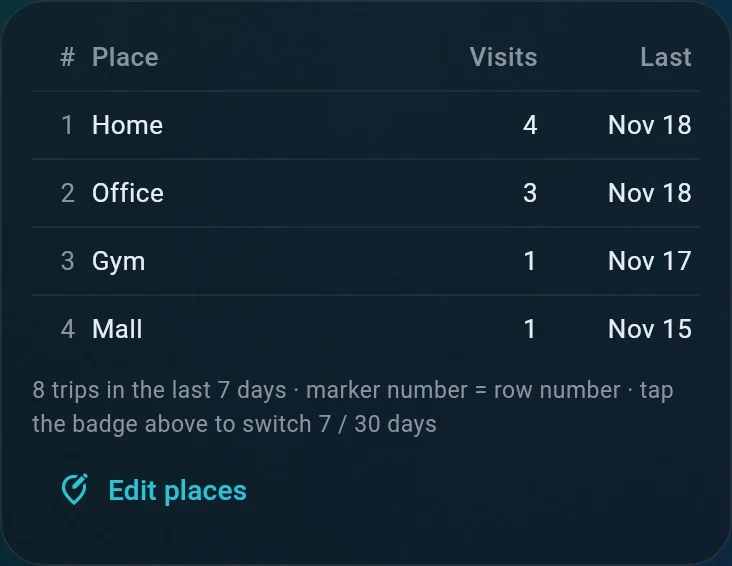 # Place Visits Last
1 Home 4 Nov 18
2 Office 3 Nov 18
3 Gym 1 Nov 17
4 Mall 1 Nov 15
8 trips in the last 7 days · marker number = row number · tap
the badge above to switch 7 / 30 days
Edit places